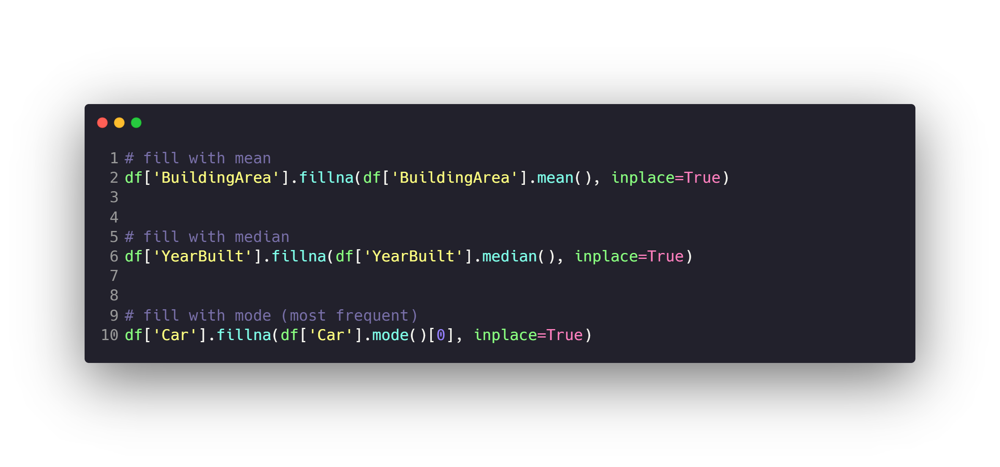 1 # fill with mean
2 df['BuildingArea'].fillna(df['BuildingArea'].mean(), inplace=True)
3
4
5 # fill with median
6 df['YearBuilt'].fillna(df['YearBuilt'].median(), inplace=True)
7
8
9 # fill with mode (most frequent)
10 df['Car'].fillna(df['Car'].mode()[0], inplace=True)